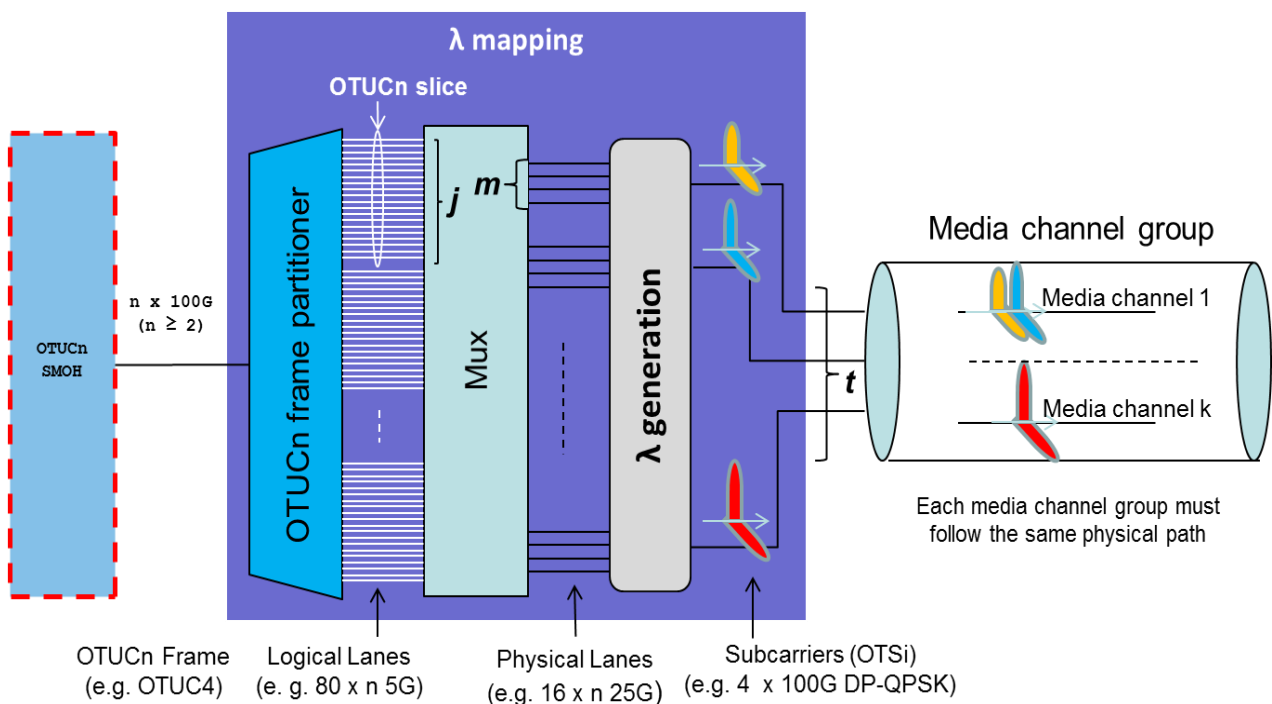 λ mapping
OTUCn slice
OTUCn
SMOH
n x 100G
(n ≥ 2)
OTUCn frame partitioner
j
Mux
m
λ generation
t
Media channel group
Media channel 1
Media channel k
Each media channel group must
follow the same physical path
OTUCn Frame
(e.g. OTUC4)
Logical Lanes
(e. g. 80 x n 5G)
Physical Lanes
(e.g. 16 x n 25G)
Subcarriers (OTSi)
(e.g. 4 x 100G DP-QPSK)